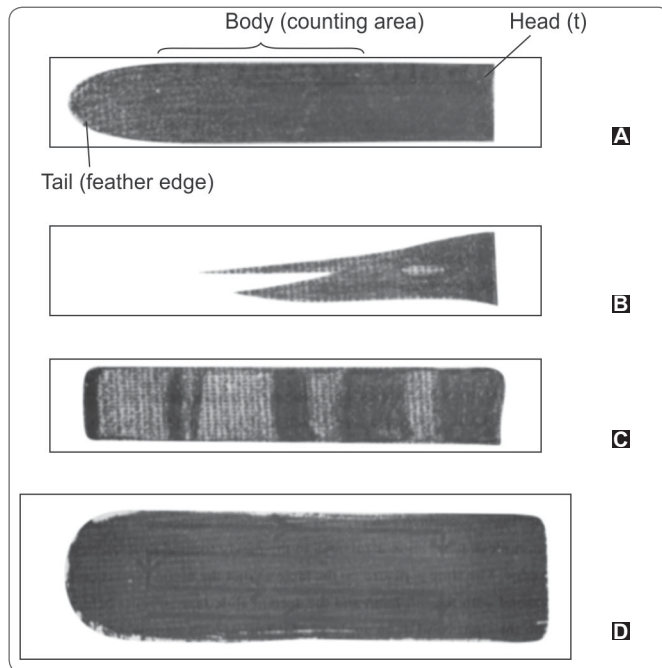 Body (counting area)
Head (t)
A
Tail (feather edge)
B
C
D